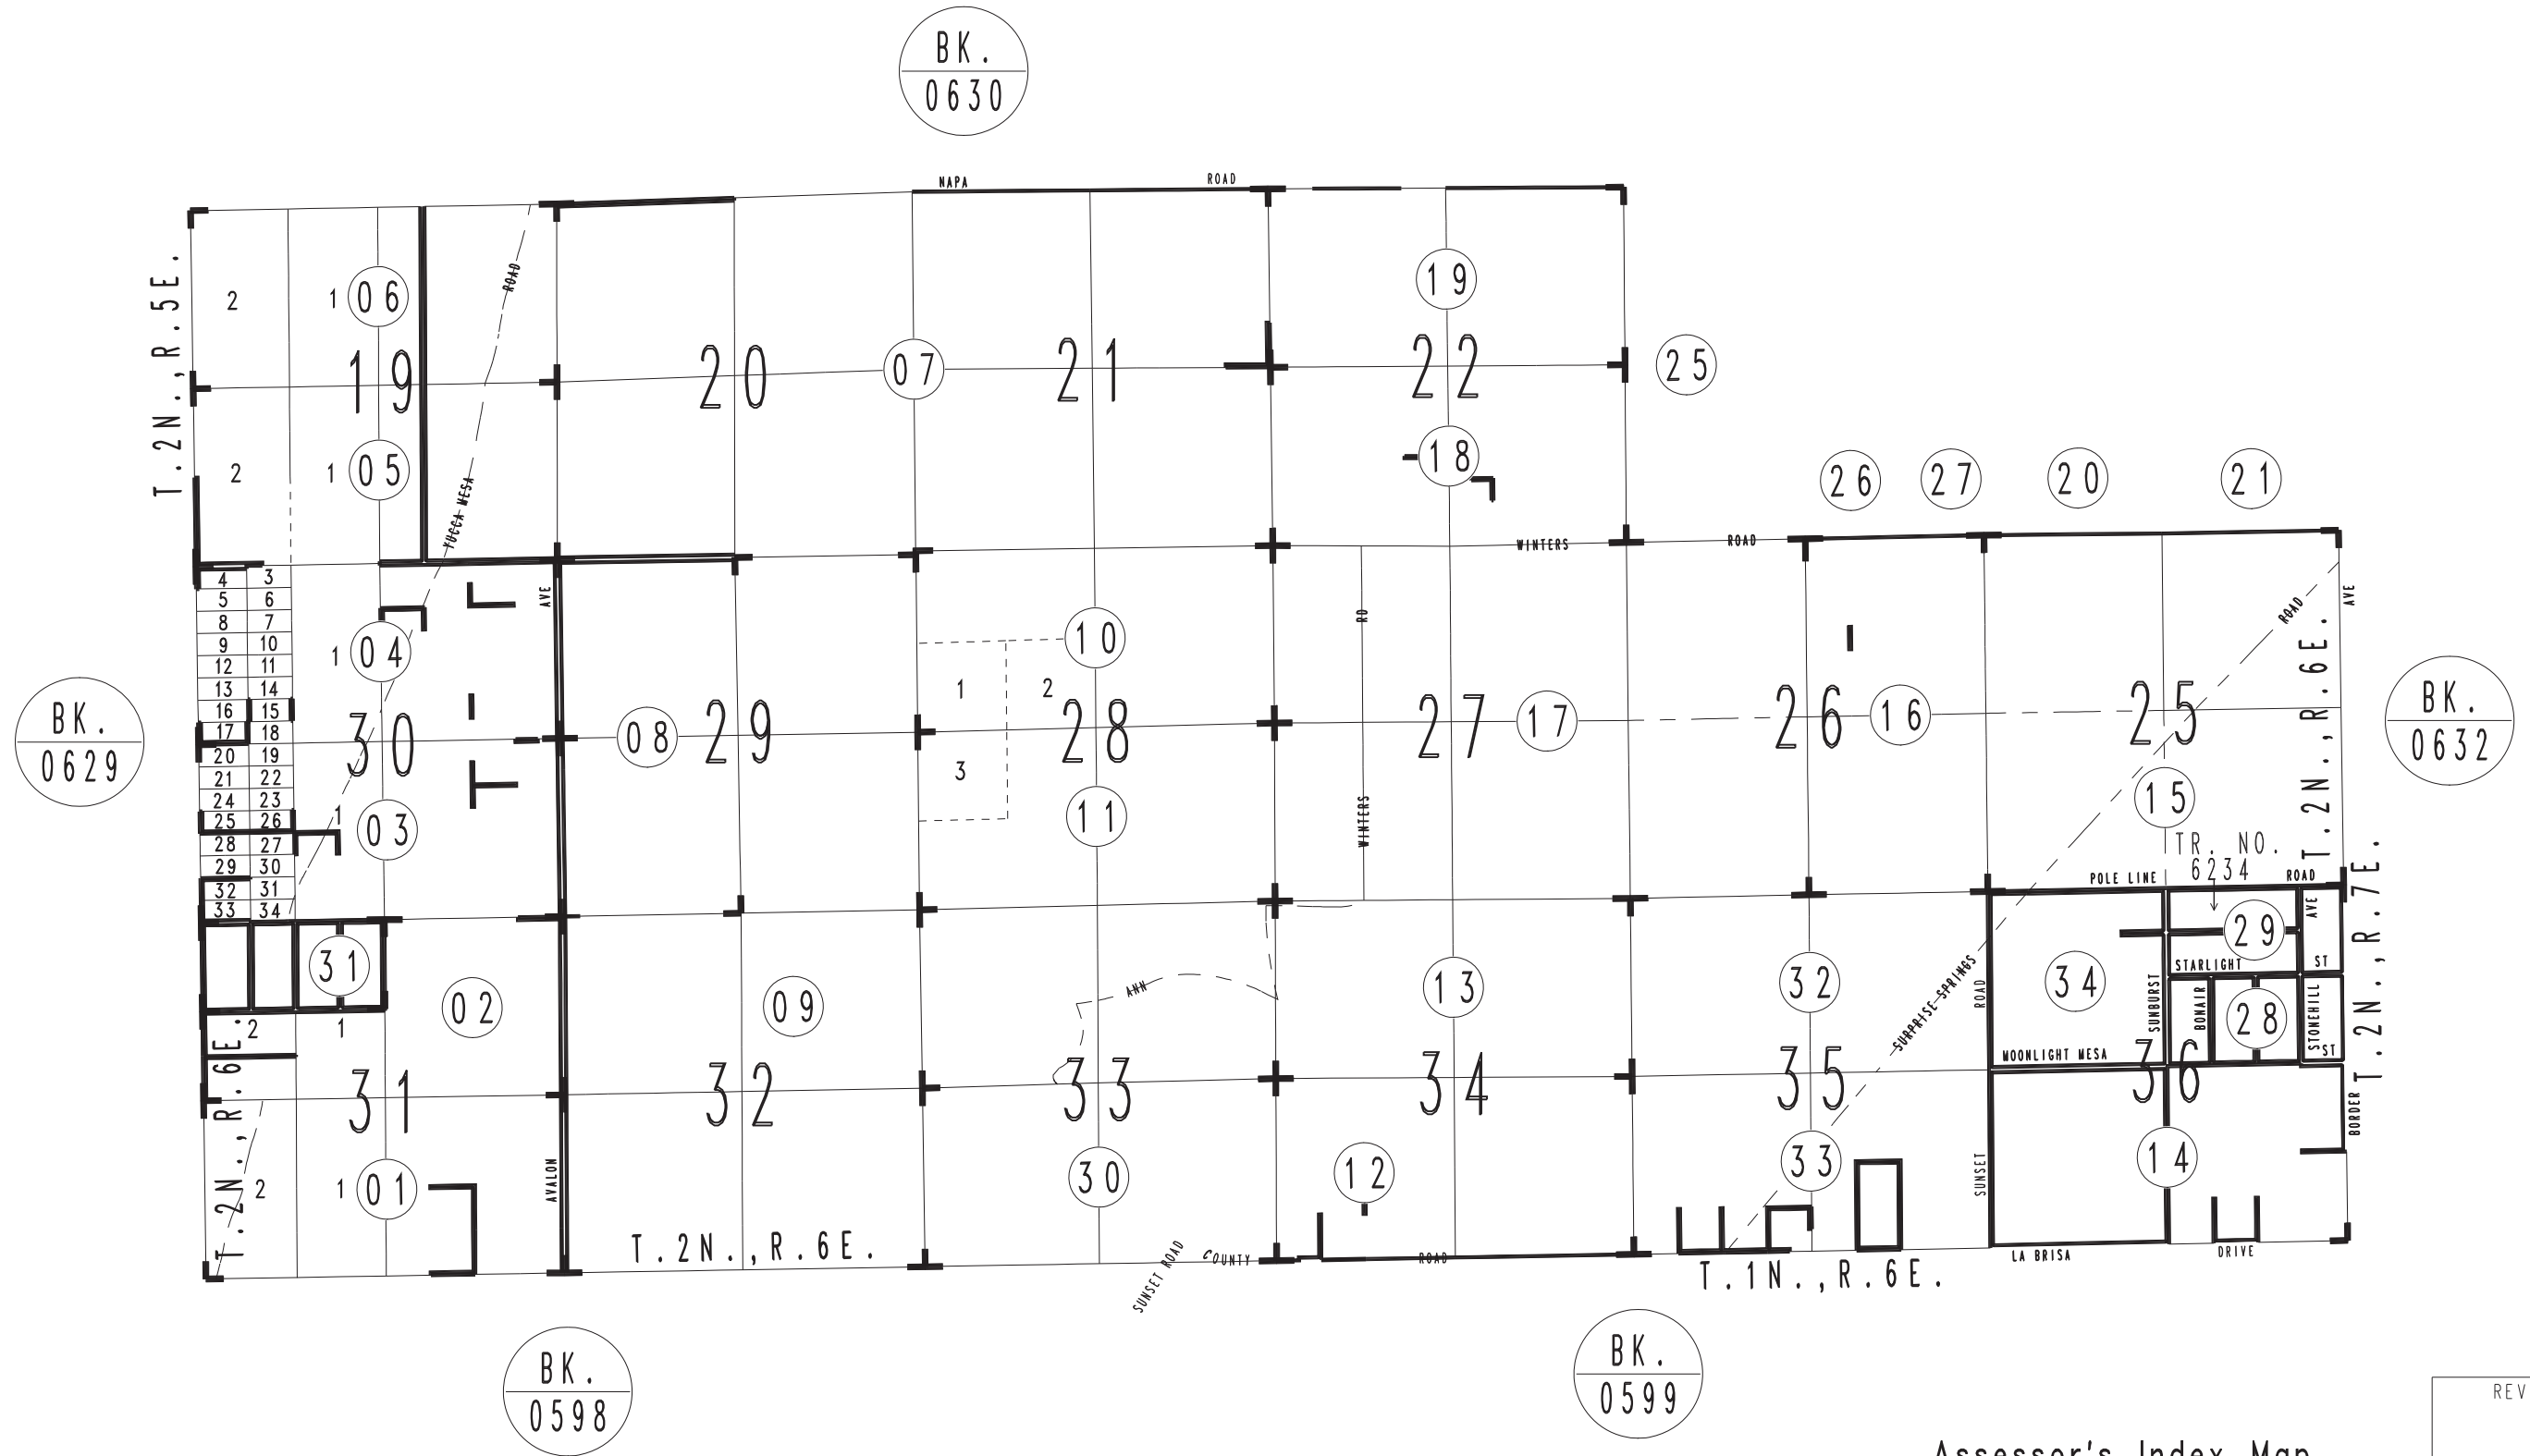 BK.
0630
NAPA ROAD
T.2N.,R.5E.
2 1 06
ROAD
19
19 20 07 21 22 25
2 1 05
YUCCA MESA
18
26 27 20 21
WINTERS ROAD
4 3
5 6
8 7
9 10
12 11
13 14
16 15
17 18
20 19
21 22
24 23
25 26
28 27
29 30
32 31
33 34
AVE
RD
ROAD
AVE
1 04
10
T.2N.,R.6E.
BK.
0629
30 08 29
1 2
3
28
27 17 26 16 25
BK.
0632
1 03
11
WINTERS
15
TR. NO.
6234
POLE LINE ROAD
T.2N.,R.7E.
31
02
09
ANN
13
32
SURPRISE SPRINGS
ROAD
34
SUNBURST
AVE
29
STARLIGHT ST
BONAIR
28
STONEHILL
ST
MOONLIGHT MESA
2 1
T.2N.,R.6E.
31 32 33 34 35 36
BORDER
2 1 01
AVALON
30
12
33
SUNSET
14
T.2N.,R.6E.
SUNSET ROAD
COUNTY ROAD
T.1N.,R.6E.
LA BRISA DRIVE
BK.
0598
BK.
0599
REV
Assessor's Index Map